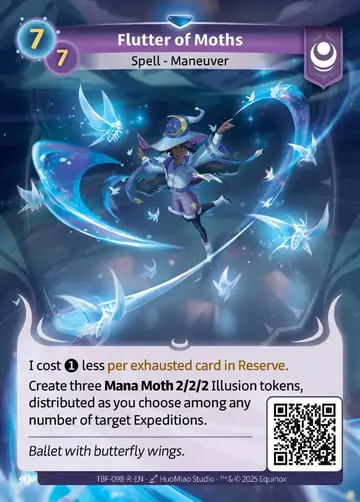 7
7
Flutter of Moths
Spell - Maneuver
I cost 1 less per exhausted card in Reserve.
Create three Mana Moth 2/2/2 Illusion tokens,
distributed as you choose among any
number of target Expeditions.
Ballet with butterfly wings.
TBF-098-R-EN - HuoMiao Studio - ™ & © 2025 Equinox